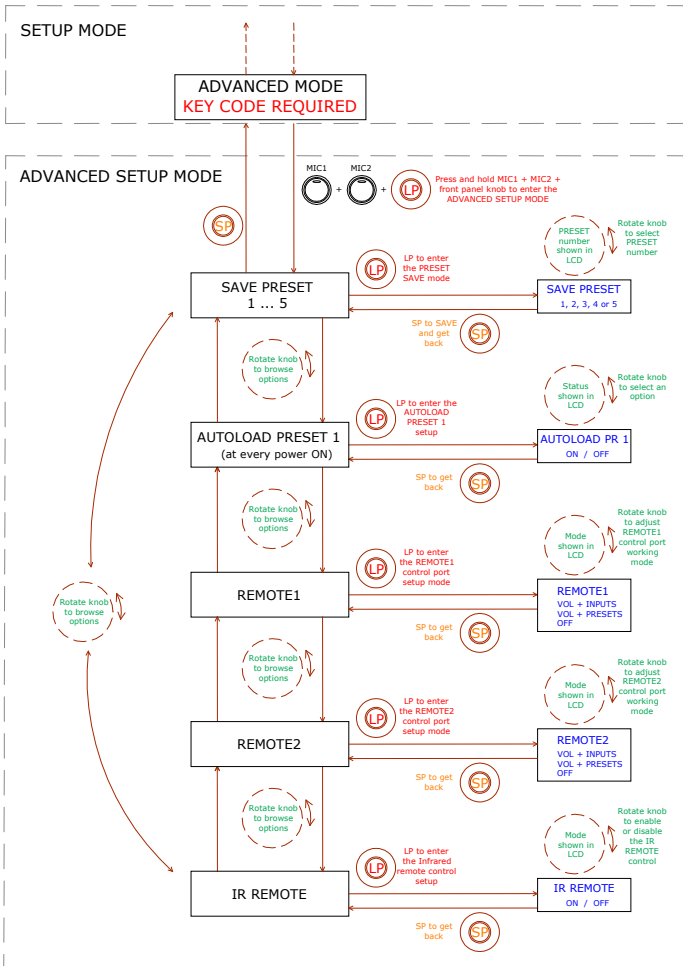 SETUP MODE
ADVANCED MODE
KEY CODE REQUIRED
ADVANCED SETUP MODE
MIC1
MIC2
+
+
LP
Press and hold MIC1 + MIC2 +
front panel knob to enter the
ADVANCED SETUP MODE
SP
LP
LP to enter
the PRESET
SAVE mode
PRESET
number
shown in
LCD
Rotate knob
to select
PRESET
number
SAVE PRESET
1 ... 5
SAVE PRESET
1, 2, 3, 4 or 5
SP to SAVE
and get
back
SP
Rotate knob
to browse
options
LP
LP to enter the
AUTOLOAD
PRESET 1
setup
Status
shown in
LCD
Rotate knob
to select an
option
AUTOLOAD PRESET 1
(at every power ON)
AUTOLOAD PR 1
ON / OFF
SP to get
back
SP
Rotate knob
to browse
options
LP
LP to enter
the REMOTE1
control port
setup mode
Mode
shown in
LCD
Rotate knob
to adjust
REMOTE1
control port
working
mode
REMOTE1
REMOTE1
VOL + INPUTS
VOL + PRESETS
OFF
SP to get
back
SP
Rotate knob
to browse
options
Rotate knob
to browse
options
LP
LP to enter
the REMOTE2
control port
setup mode
Mode
shown in
LCD
Rotate knob
to adjust
REMOTE2
control port
working
mode
REMOTE2
REMOTE2
VOL + INPUTS
VOL + PRESETS
OFF
SP to get
back
SP
Rotate knob
to browse
options
LP
LP to enter
the Infrared
remote control
setup
Mode
shown in
LCD
Rotate knob
to enable
or disable
the IR
REMOTE
control
IR REMOTE
IR REMOTE
ON / OFF
SP to get
back
SP